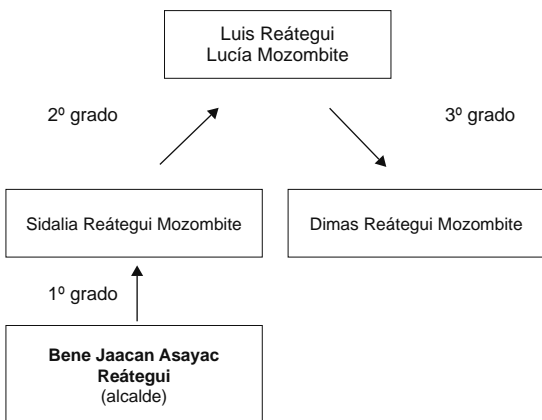 Luis Reátegui
Lucía Mozombite
2º grado
3º grado
Sidalia Reátegui Mozombite
Dimas Reátegui Mozombite
1º grado
Bene Jaacan Asayac
Reátegui
(alcalde)